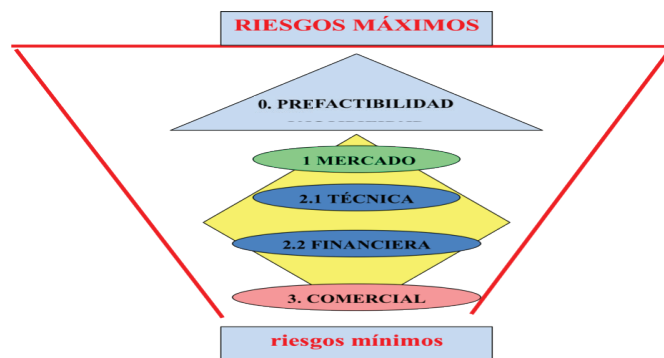 RIESGOS MÁXIMOS
0. PREFACTIBILIDAD
1 MERCADO
2.1 TÉCNICA
2.2 FINANCIERA
3. COMERCIAL
riesgos mínimos